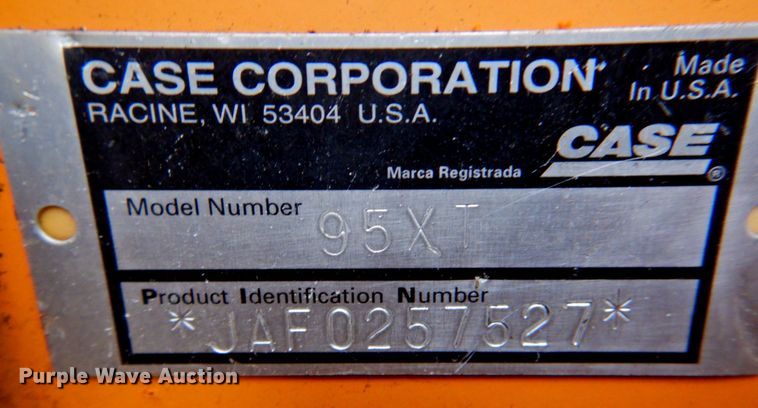 CASE CORPORATION
RACINE, WI 53404 U.S.A.
Made
In U.S.A.
CASE
Marca Registrada ®
Model Number
95XT
Product Identification Number
*JAF0257527*
Purple Wave Auction